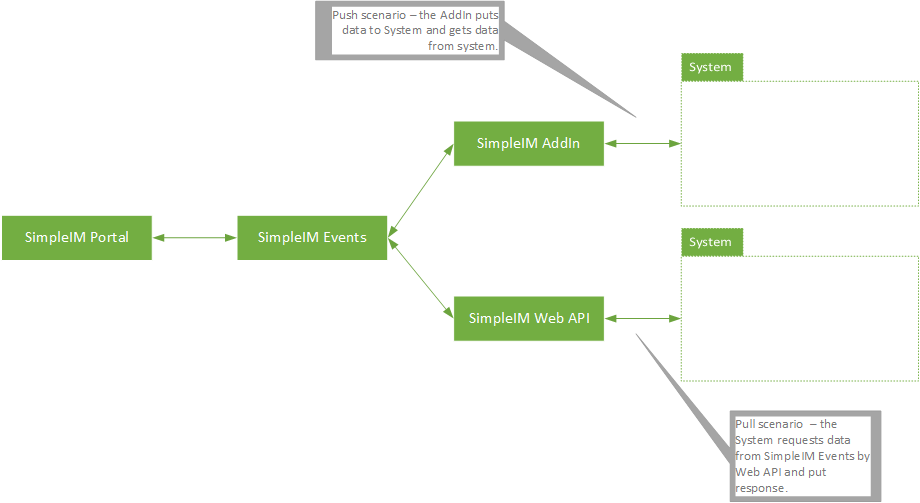 Push scenario – the AddIn puts
data to System and gets data
from system.
System
SimpleIM AddIn
SimpleIM Portal
SimpleIM Events
System
SimpleIM Web API
Pull scenario – the
System requests data
from SimpleIM Events by
Web API and put
response.